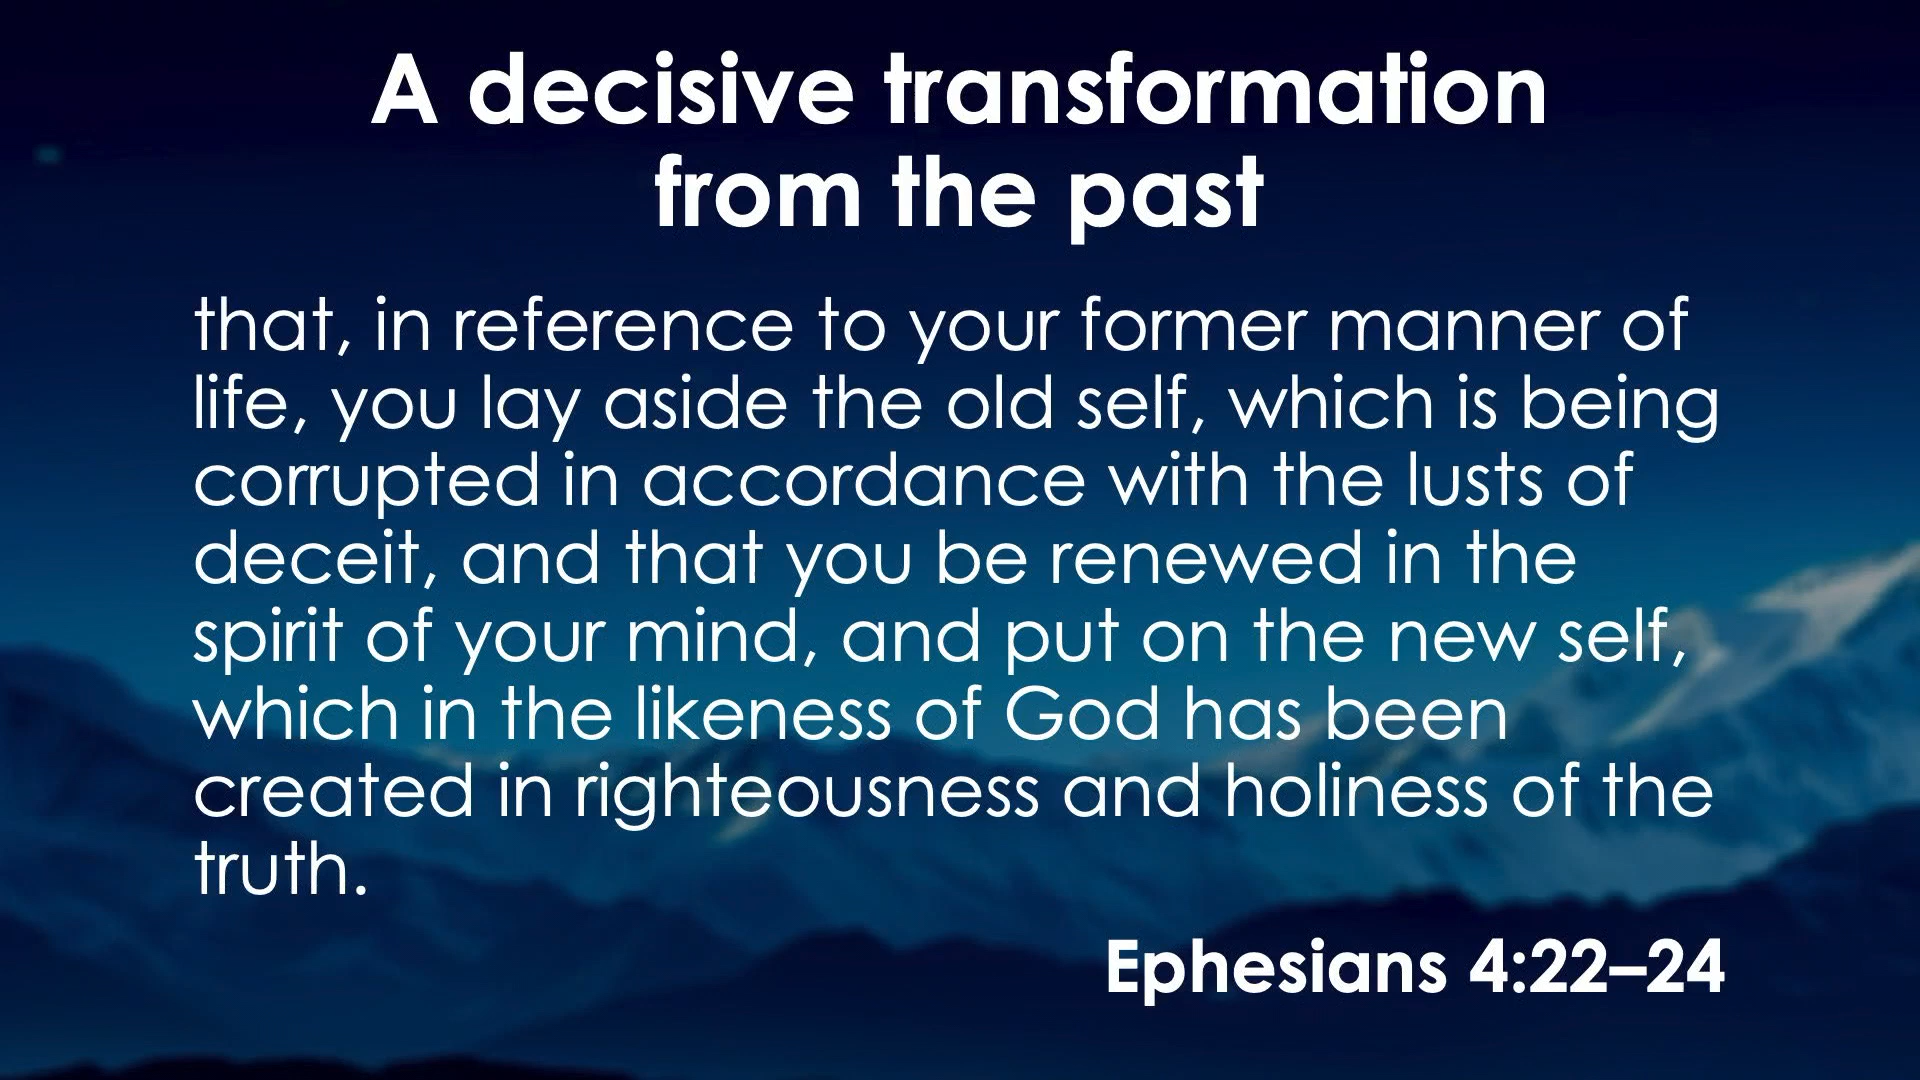 A decisive transformation
from the past
that, in reference to your former manner of
life, you lay aside the old self, which is being
corrupted in accordance with the lusts of
deceit, and that you be renewed in the
spirit of your mind, and put on the new self,
which in the likeness of God has been
created in righteousness and holiness of the
truth.
Ephesians 4:22–24